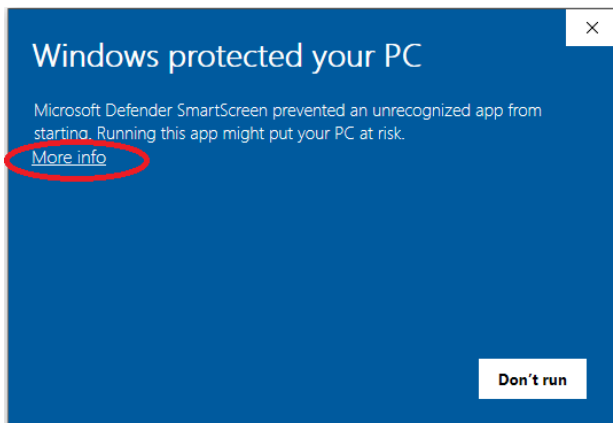 Windows protected your PC
Microsoft Defender SmartScreen prevented an unrecognized app from
starting. Running this app might put your PC at risk.
More info
Don't run